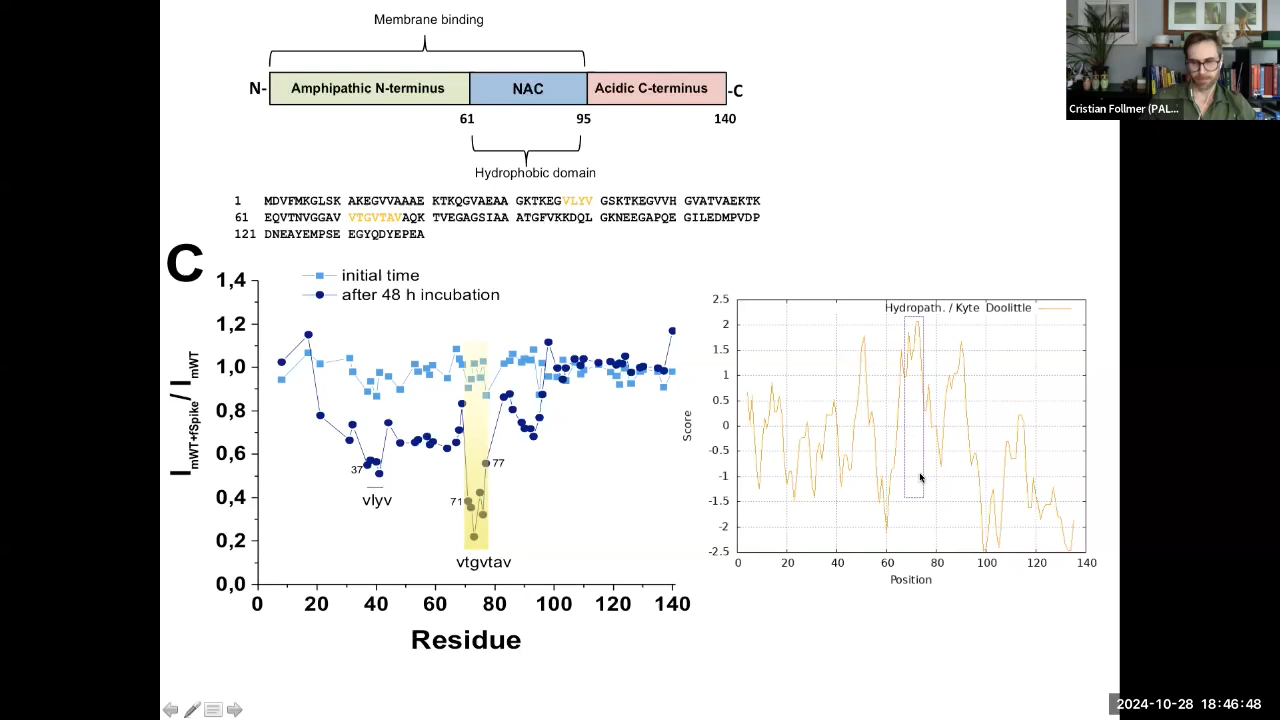 Membrane binding
N- Amphipathic N-terminus NAC Acidic C-terminus -C
61 95 140
Hydrophobic domain
1 MDVFMKGLSK AKEGVVAAAE KTKQGVAEAA GKTKEGVLYV GSKTKEGVVH GVATVAEKTK
61 EQVTNVGGAV VTGVTAVAQK TVEGAGSIAA ATGFVKKDQL GKNEEGAPQE GILEDMPVDP
121 DNEAYEMPSE EGYQDYEPEA
C
initial time
after 48 h incubation
1,4
1,2
1,0
0,8
0,6
0,4
0,2
0,0
I mWT+fSpike / I mWT
37
vlyv
71
77
vtgvtav
0 20 40 60 80 100 120 140
Residue
Hydropath. / Kyte Doolittle
2.5
2
1.5
1
0.5
0
-0.5
-1
-1.5
-2
-2.5
Score
0 20 40 60 80 100 120 140
Position
Cristian Follmer (PAL...
2024-10-28 18:46:48